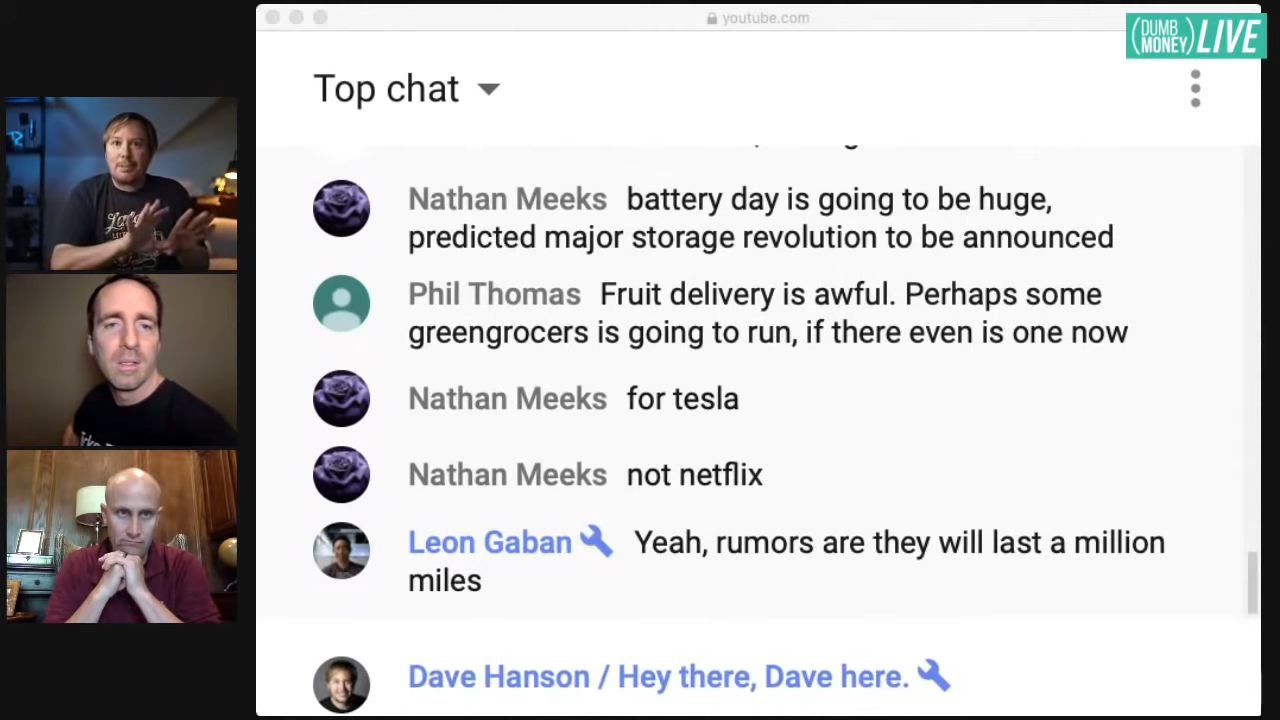 youtube.com
(DUMB MONEY) LIVE
Top chat
Nathan Meeks battery day is going to be huge,
predicted major storage revolution to be announced
Phil Thomas Fruit delivery is awful. Perhaps some
greengrocers is going to run, if there even is one now
Nathan Meeks for tesla
Nathan Meeks not netflix
Leon Gaban Yeah, rumors are they will last a million
miles
Dave Hanson / Hey there, Dave here.